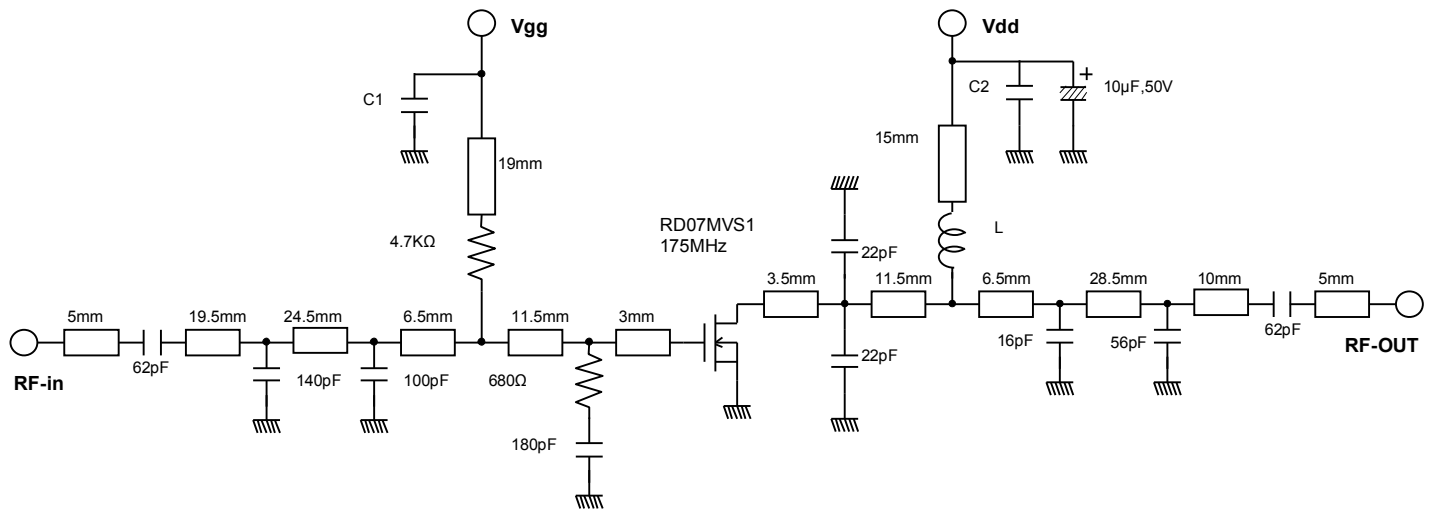 Vgg
Vdd
C1
C2
10µF,50V
19mm
15mm
4.7KΩ
L
RD07MVS1
175MHz
22pF
3.5mm
11.5mm
6.5mm
28.5mm
10mm
5mm
5mm
19.5mm
24.5mm
6.5mm
11.5mm
3mm
62pF
16pF
56pF
22pF
RF-OUT
62pF
RF-in
140pF
100pF
680Ω
180pF